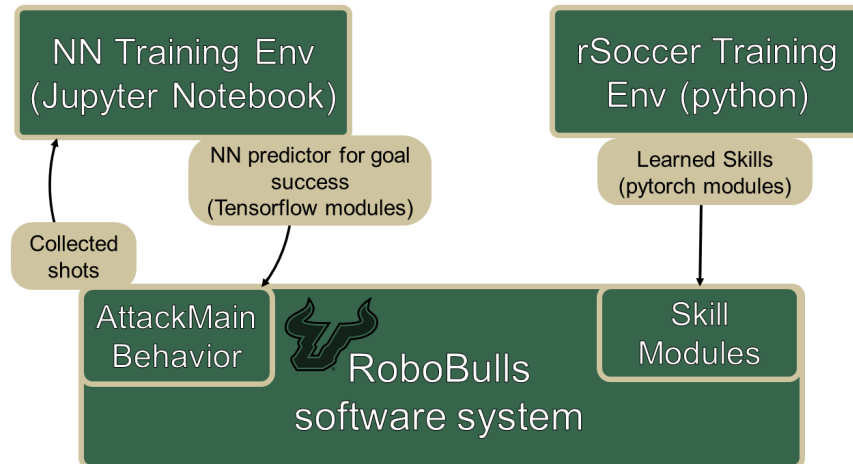 NN Training Env
(Jupyter Notebook)
rSoccer Training
Env (python)
NN predictor for goal
success
(Tensorflow modules)
Learned Skills
(pytorch modules)
Collected
shots
AttackMain
Behavior
Skill
Modules
RoboBulls
software system